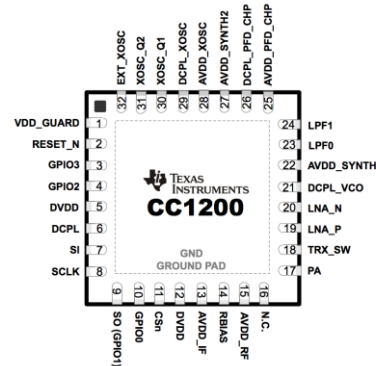 EXT_XOSC
XOSC_Q2
XOSC_Q1
DCPL_XOSC
AVDD_XOSC
AVDD_SYNTH2
DCPL_PFD_CHP
AVDD_PFD_CHP
32
31
30
29
28
27
26
25
VDD_GUARD 1
RESET_N 2
GPIO3 3
GPIO2 4
DVDD 5
DCPL 6
SI 7
SCLK 8
24 LPF1
23 LPF0
22 AVDD_SYNTH1
21 DCPL_VCO
20 LNA_N
19 LNA_P
18 TRX_SW
17 PA
TEXAS
INSTRUMENTS
CC1200
GND
GROUND PAD
9
10
11
12
13
14
15
16
SO (GPIO1)
GPIO0
CSn
DVDD
AVDD_IF
RBIAS
AVDD_RF
N.C.